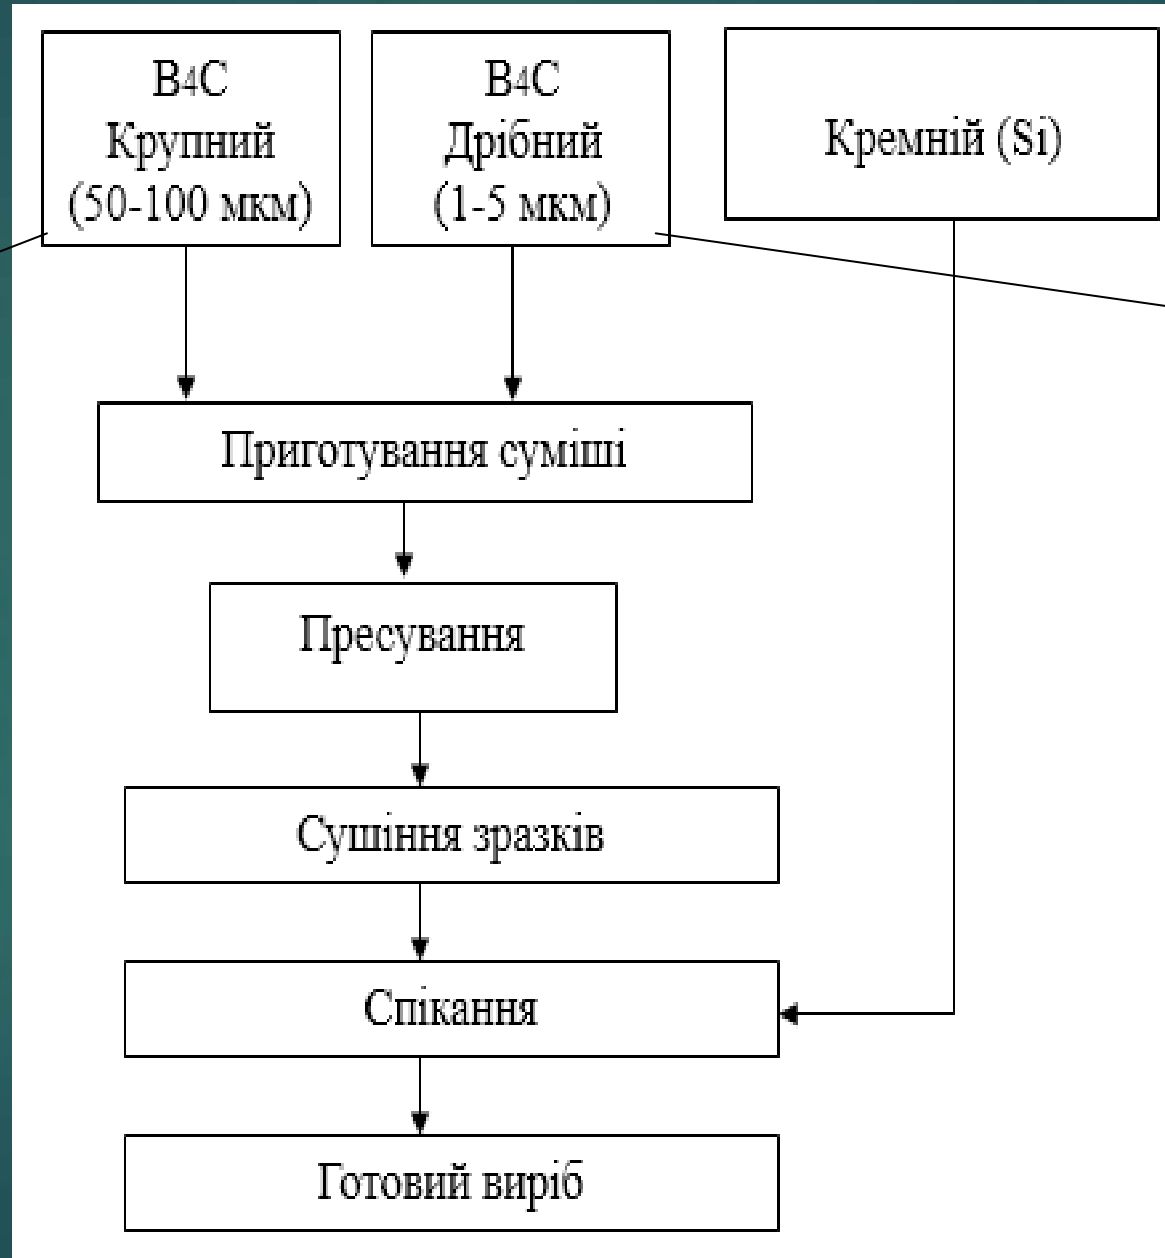 B4C
Крупний
(50-100 мкм)
B4C
Дрібний
(1-5 мкм)
Кремній (Si)
Приготування суміші
Пресування
Сушіння зразків
Спікання
Готовий виріб